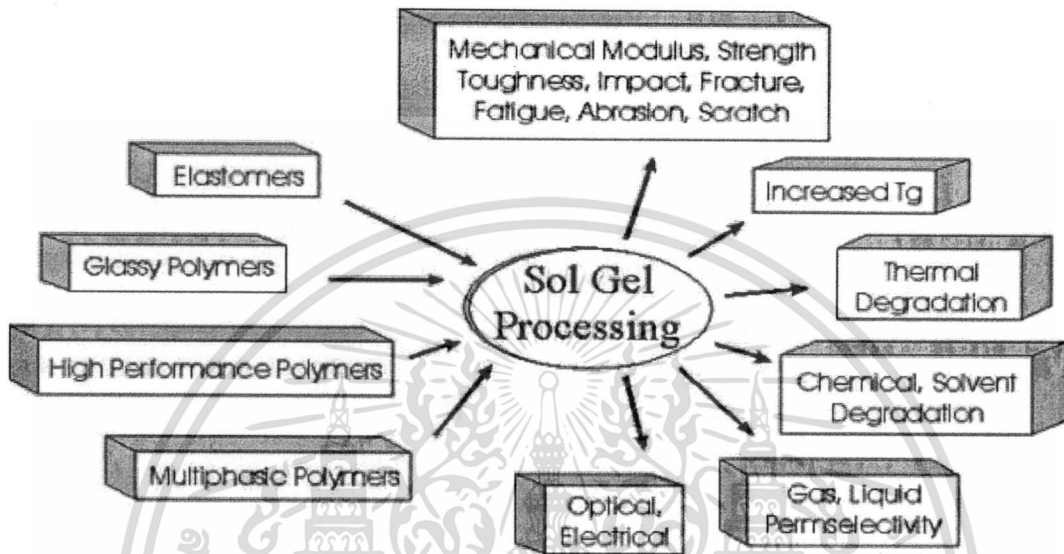 Mechanical Modulus, Strength
Toughness, Impact, Fracture,
Fatigue, Abrasion, Scratch
Elastomers
Increased Tg
Glassy Polymers
Sol Gel
Processing
Thermal
Degradation
High Performance Polymers
Chemical, Solvent
Degradation
Multiphasic Polymers
Optical,
Electrical
Gas, Liquid
Permselectivity